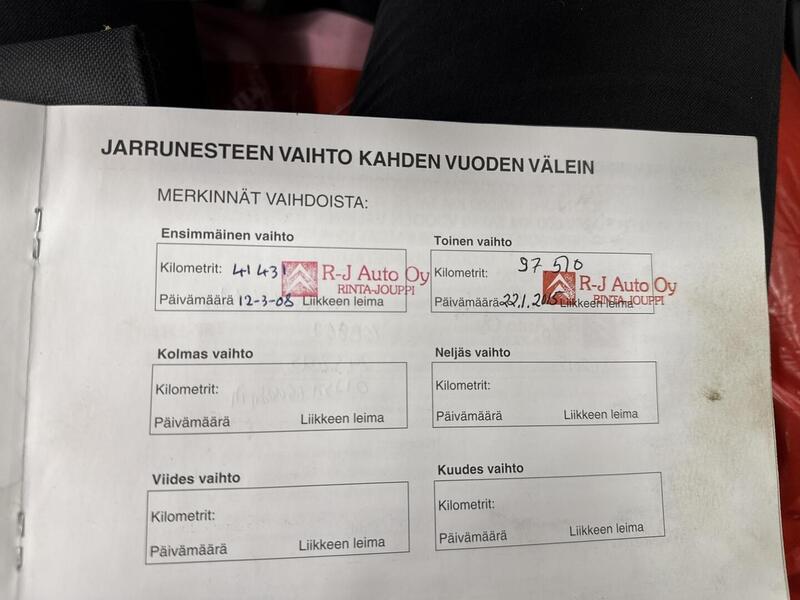 JARRUNESTEEN VAIHTO KAHDEN VUODEN VÄLEIN
MERKINNÄT VAIHDOISTA:
Ensimmäinen vaihto
Kilometrit: 41 431
R-J Auto Oy
RINTA-JOUPPI
Päivämäärä 12-3-08 Liikkeen leima
Toinen vaihto
Kilometrit: 97 510
R-J Auto Oy
RINTA-JOUPPI
Päivämäärä 22.1.2015 Liikkeen leima
Kolmas vaihto
Kilometrit:
Päivämäärä Liikkeen leima
Neljäs vaihto
Kilometrit:
Päivämäärä Liikkeen leima
Viides vaihto
Kilometrit:
Päivämäärä Liikkeen leima
Kuudes vaihto
Kilometrit:
Päivämäärä Liikkeen leima